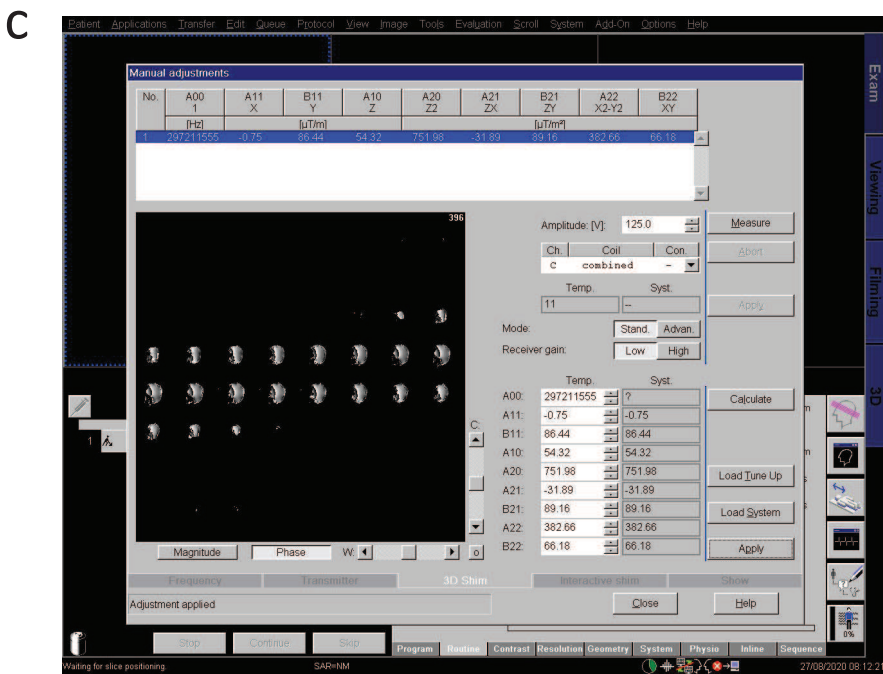 C
Patient Applications Transfer Edit Queue Protocol View Image Tools Evaluation Scroll System Add-On Options Help
Manual adjustments
No. A00 A11 B11 A10 A20 A21 B21 A22 B22
1 X Y Z Z2 ZX ZY X2-Y2 XY
[Hz] [µT/m] [µT/m²]
1 297211555 -0.75 86.44 54.32 751.98 -31.89 89.16 382.66 66.18
396
Amplitude: [V]: 125.0 Measure
Ch. Coil Con.
C combined - Abort
Temp. Syst.
11 -- Apply
Mode: Stand. Advan.
Receiver gain: Low High
Temp. Syst.
A00: 297211555 ? Calculate
A11: -0.75 -0.75
B11: 86.44 86.44
A10: 54.32 54.32
A20: 751.98 751.98 Load Tune Up
A21: -31.89 -31.89
B21: 89.16 89.16 Load System
A22: 382.66 382.66
B22: 66.18 66.18 Apply
C:
Magnitude Phase W: 0
Frequency Transmitter 3D Shim Interactive shim Show
Adjustment applied Close Help
1
Exam
Viewing
Filming
3D
0%
Stop Continue Skip
Program Routine Contrast Resolution Geometry System Physio Inline Sequence
Waiting for slice positioning. SAR=NM 27/08/2020 08:12:21